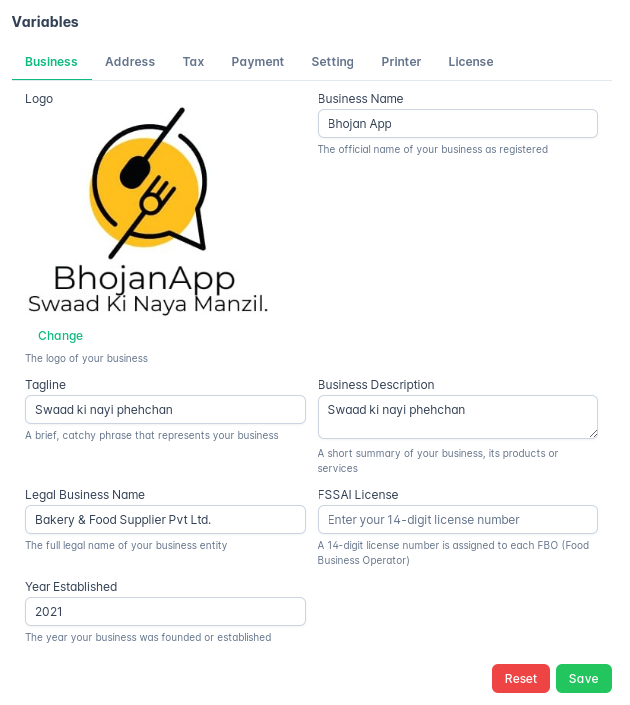 Variables
Business Address Tax Payment Setting Printer License
Logo
BhojanApp
Swaad Ki Naya Manzil.
Change
The logo of your business
Business Name
Bhojan App
The official name of your business as registered
Tagline
Swaad ki nayi phehchan
A brief, catchy phrase that represents your business
Business Description
Swaad ki nayi phehchan
A short summary of your business, its products or
services
Legal Business Name
Bakery & Food Supplier Pvt Ltd.
The full legal name of your business entity
FSSAI License
Enter your 14-digit license number
A 14-digit license number is assigned to each FBO (Food
Business Operator)
Year Established
2021
The year your business was founded or established
Reset Save